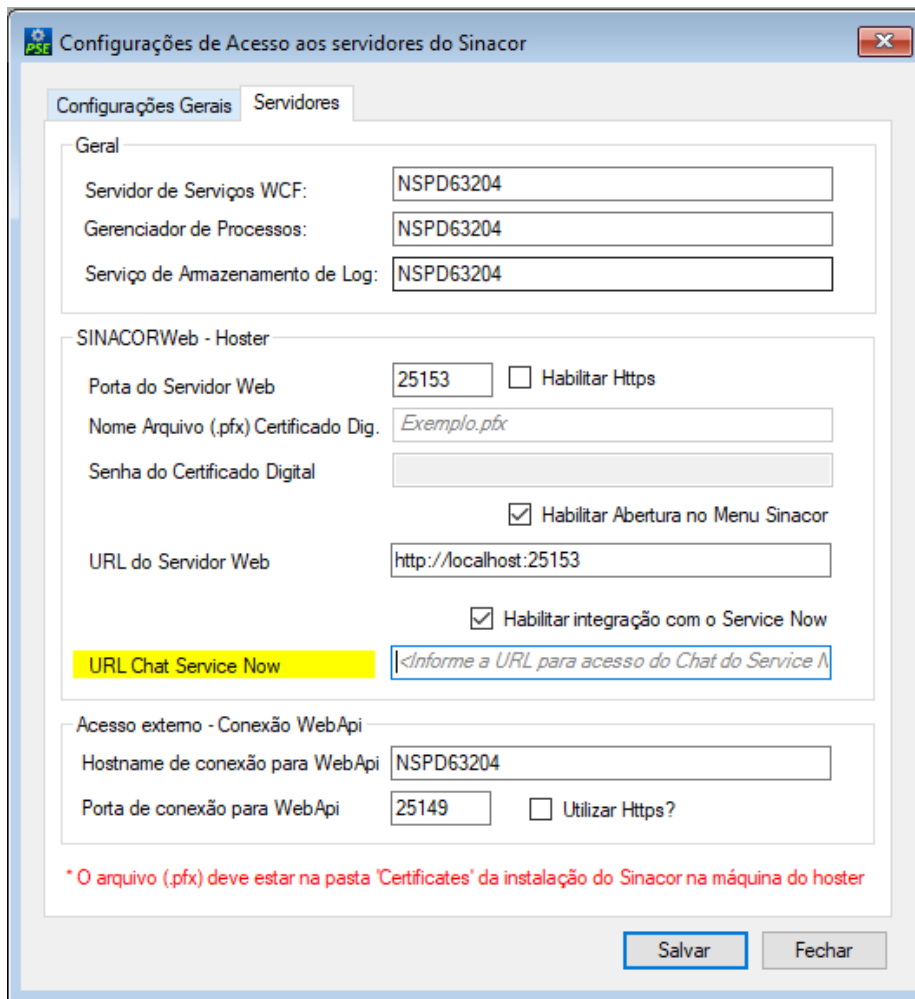 PSE Configurações de Acesso aos servidores do Sinacor
Configurações Gerais Servidores
Geral
Servidor de Serviços WCF: NSPD63204
Gerenciador de Processos: NSPD63204
Serviço de Armazenamento de Log: NSPD63204
SINACORWeb - Hoster
Porta do Servidor Web 25153 Habilitar Https
Nome Arquivo (.pfx) Certificado Dig. Exemplo.pfx
Senha do Certificado Digital
Habilitar Abertura no Menu Sinacor
URL do Servidor Web http://localhost:25153
Habilitar integração com o Service Now
URL Chat Service Now <Informe a URL para acesso do Chat do Service N
Acesso externo - Conexão WebApi
Hostname de conexão para WebApi NSPD63204
Porta de conexão para WebApi 25149 Utilizar Https?
* O arquivo (.pfx) deve estar na pasta 'Certificates' da instalação do Sinacor na máquina do hoster
Salvar Fechar